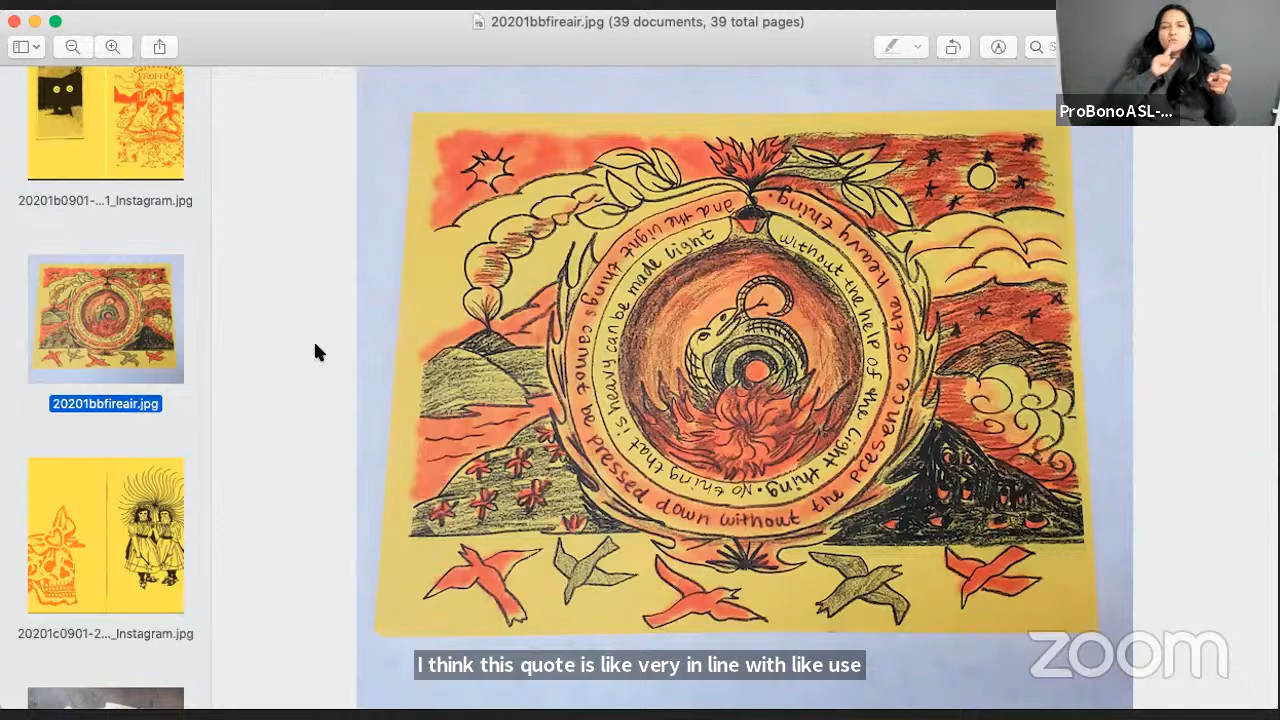 20201bbfireair.jpg (39 documents, 39 total pages)
S
ProBonoASL-...
20201b0901-...1_Instagram.jpg
20201bbfireair.jpg
20201c0901-2..._Instagram.jpg
No thing that is heavy can be made light
without the help of the light thing.
and the light things cannot be pressed down without the presence of the heavy thing.
I think this quote is like very in line with like use
zoom